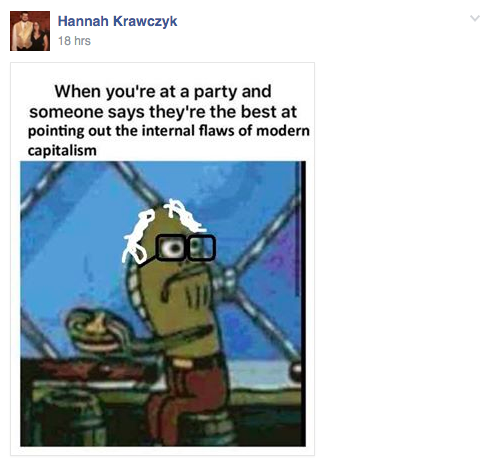 Hannah Krawczyk
18 hrs
When you're at a party and
someone says they're the best at
pointing out the internal flaws of modern
capitalism